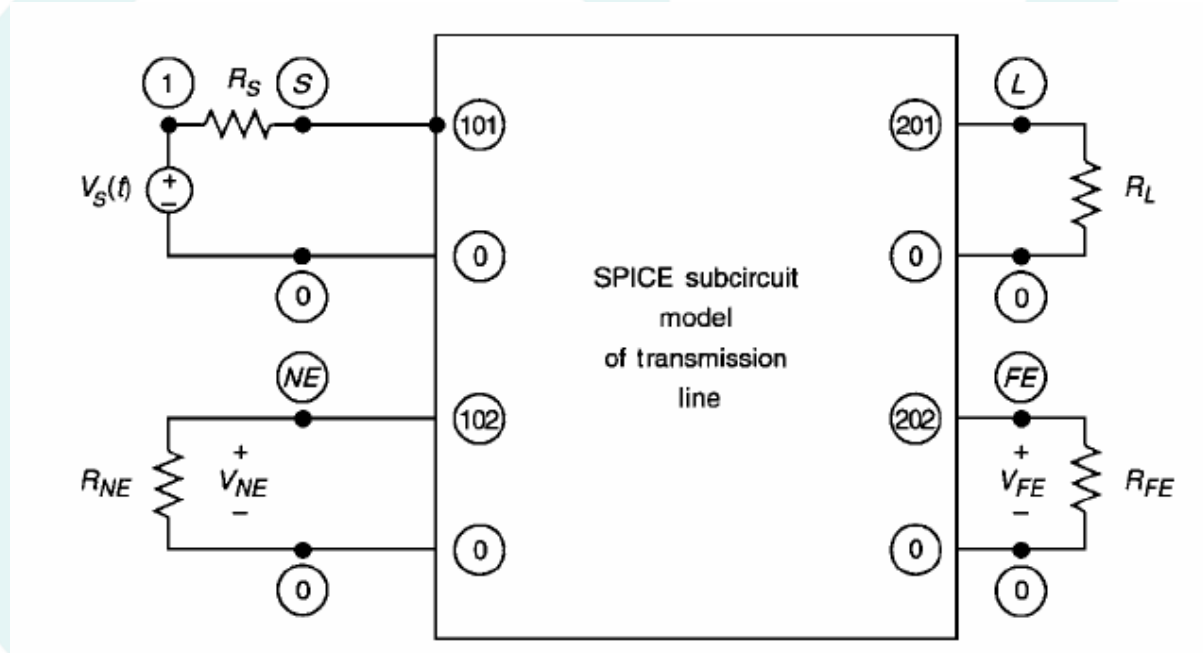 1 R_S S
101
201
L
V_S(t)
+
−
R_L
0
0
0
0
SPICE subcircuit
model
of transmission
line
NE
FE
102
202
R_NE
+
V_NE
−
+
V_FE
−
R_FE
0
0
0
0